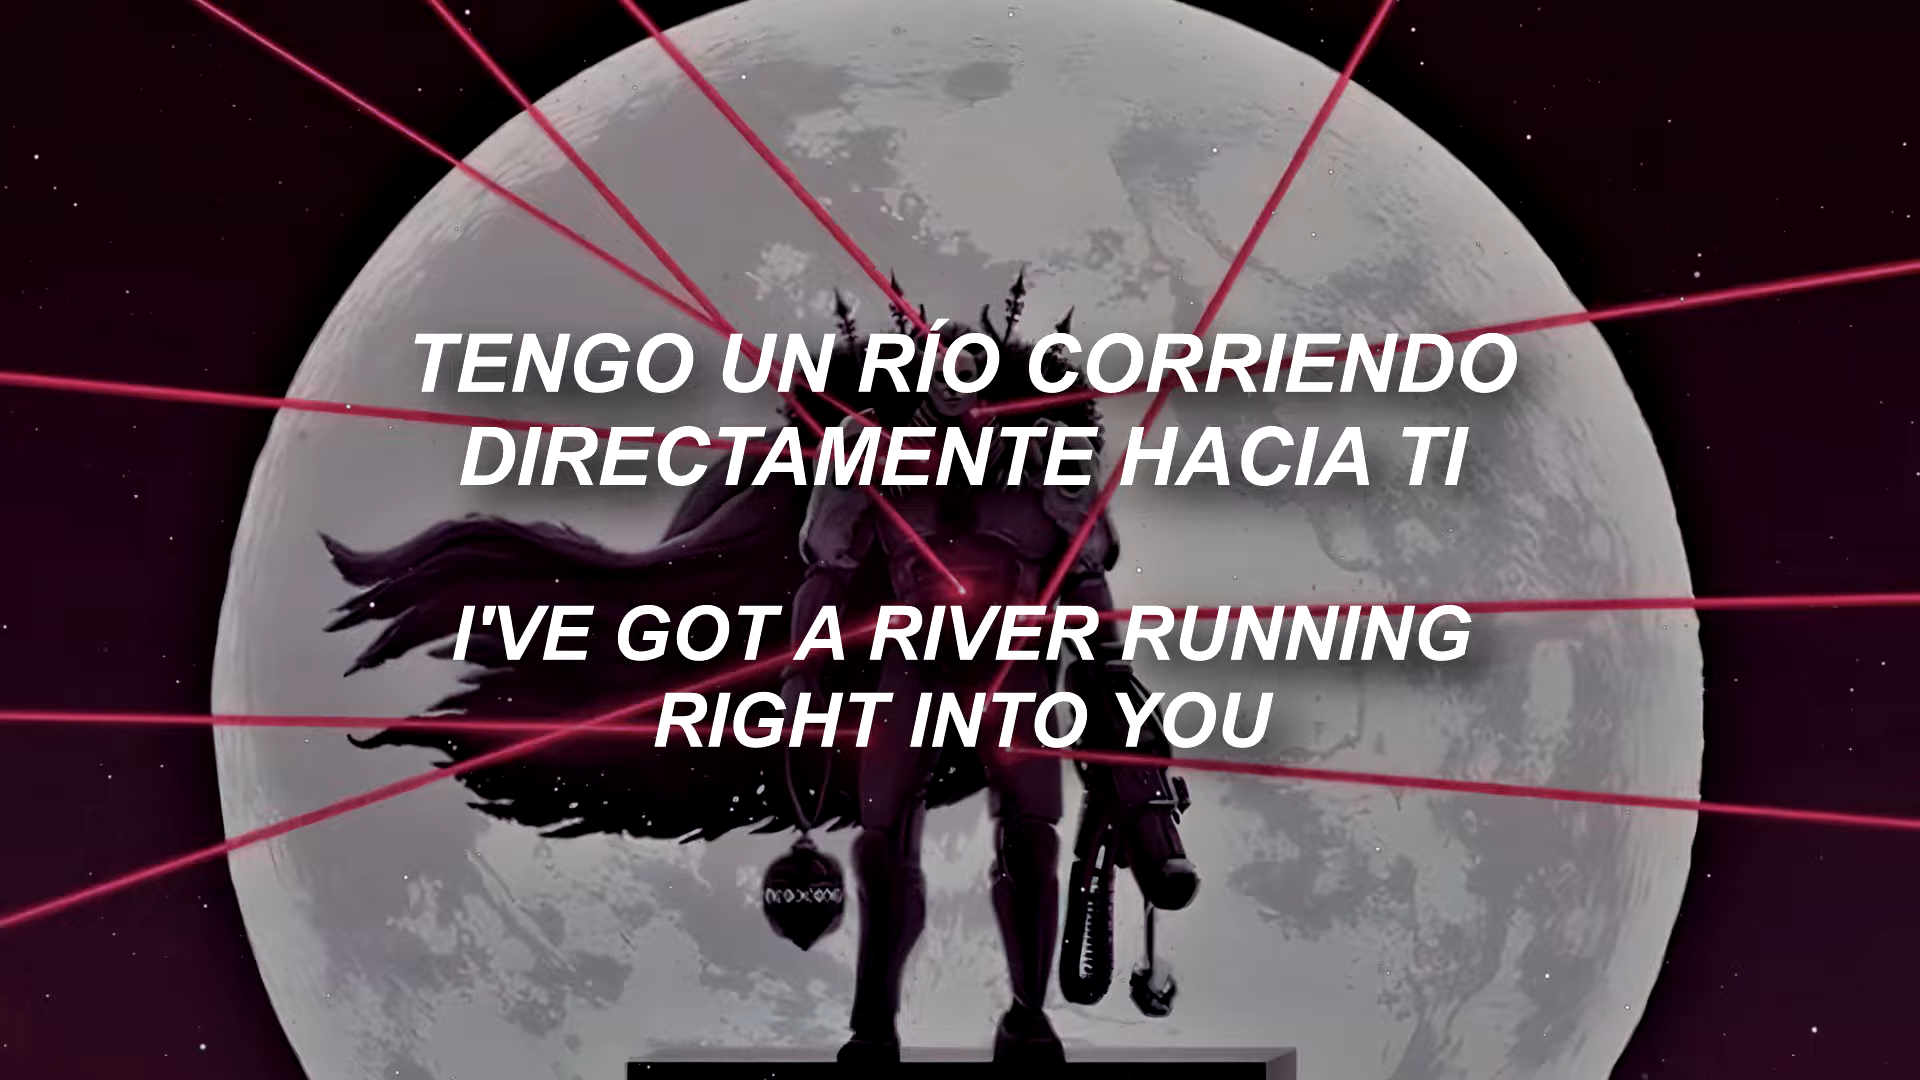 TENGO UN RÍO CORRIENDO
DIRECTAMENTE HACIA TI
I'VE GOT A RIVER RUNNING
RIGHT INTO YOU